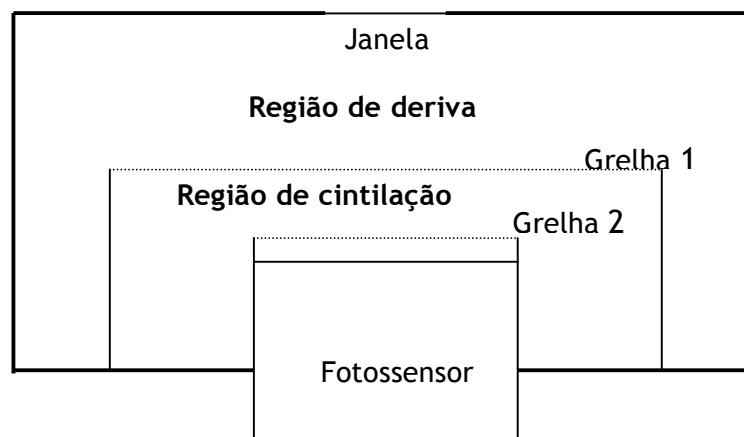 Janela
Região de deriva
Grelha 1
Região de cintilação
Grelha 2
Fotossensor